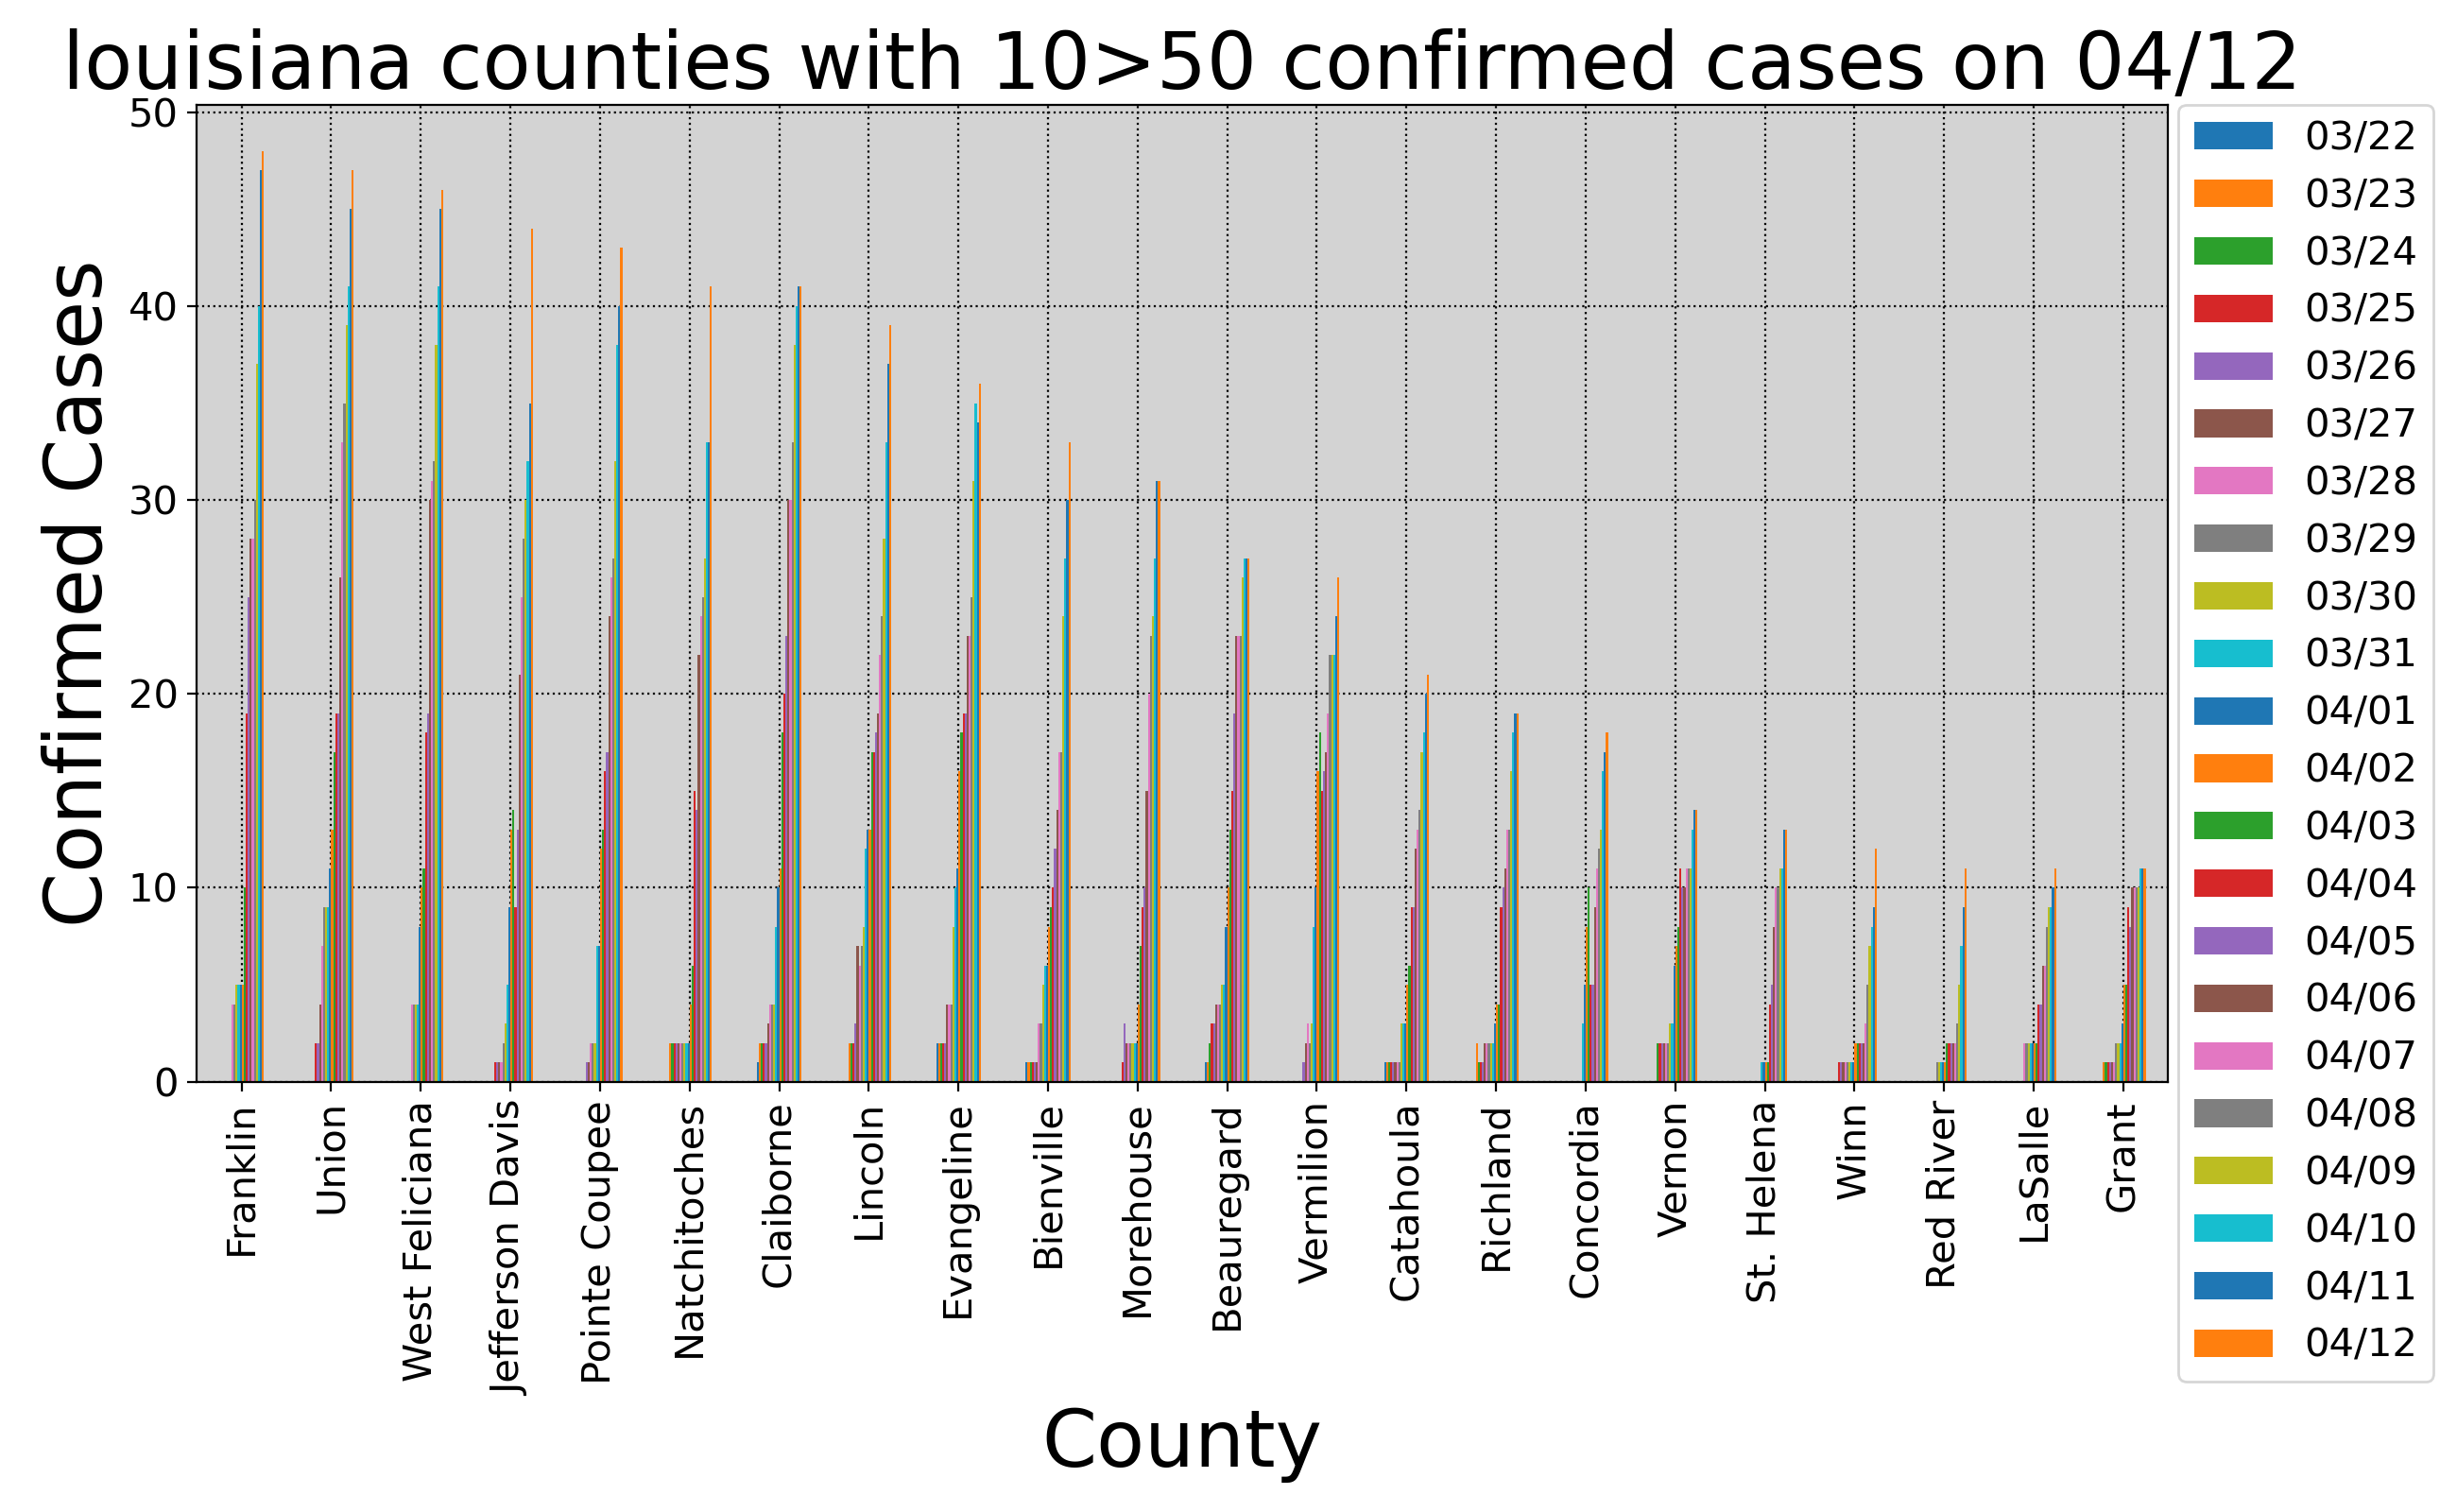 louisiana counties with 10>50 confirmed cases on 04/12
Confirmed Cases
50
40
30
20
10
0
Franklin
Union
West Feliciana
Jefferson Davis
Pointe Coupee
Natchitoches
Claiborne
Lincoln
Evangeline
Bienville
Morehouse
Beauregard
Vermilion
Catahoula
Richland
Concordia
Vernon
St. Helena
Winn
Red River
LaSalle
Grant
County
03/22
03/23
03/24
03/25
03/26
03/27
03/28
03/29
03/30
03/31
04/01
04/02
04/03
04/04
04/05
04/06
04/07
04/08
04/09
04/10
04/11
04/12